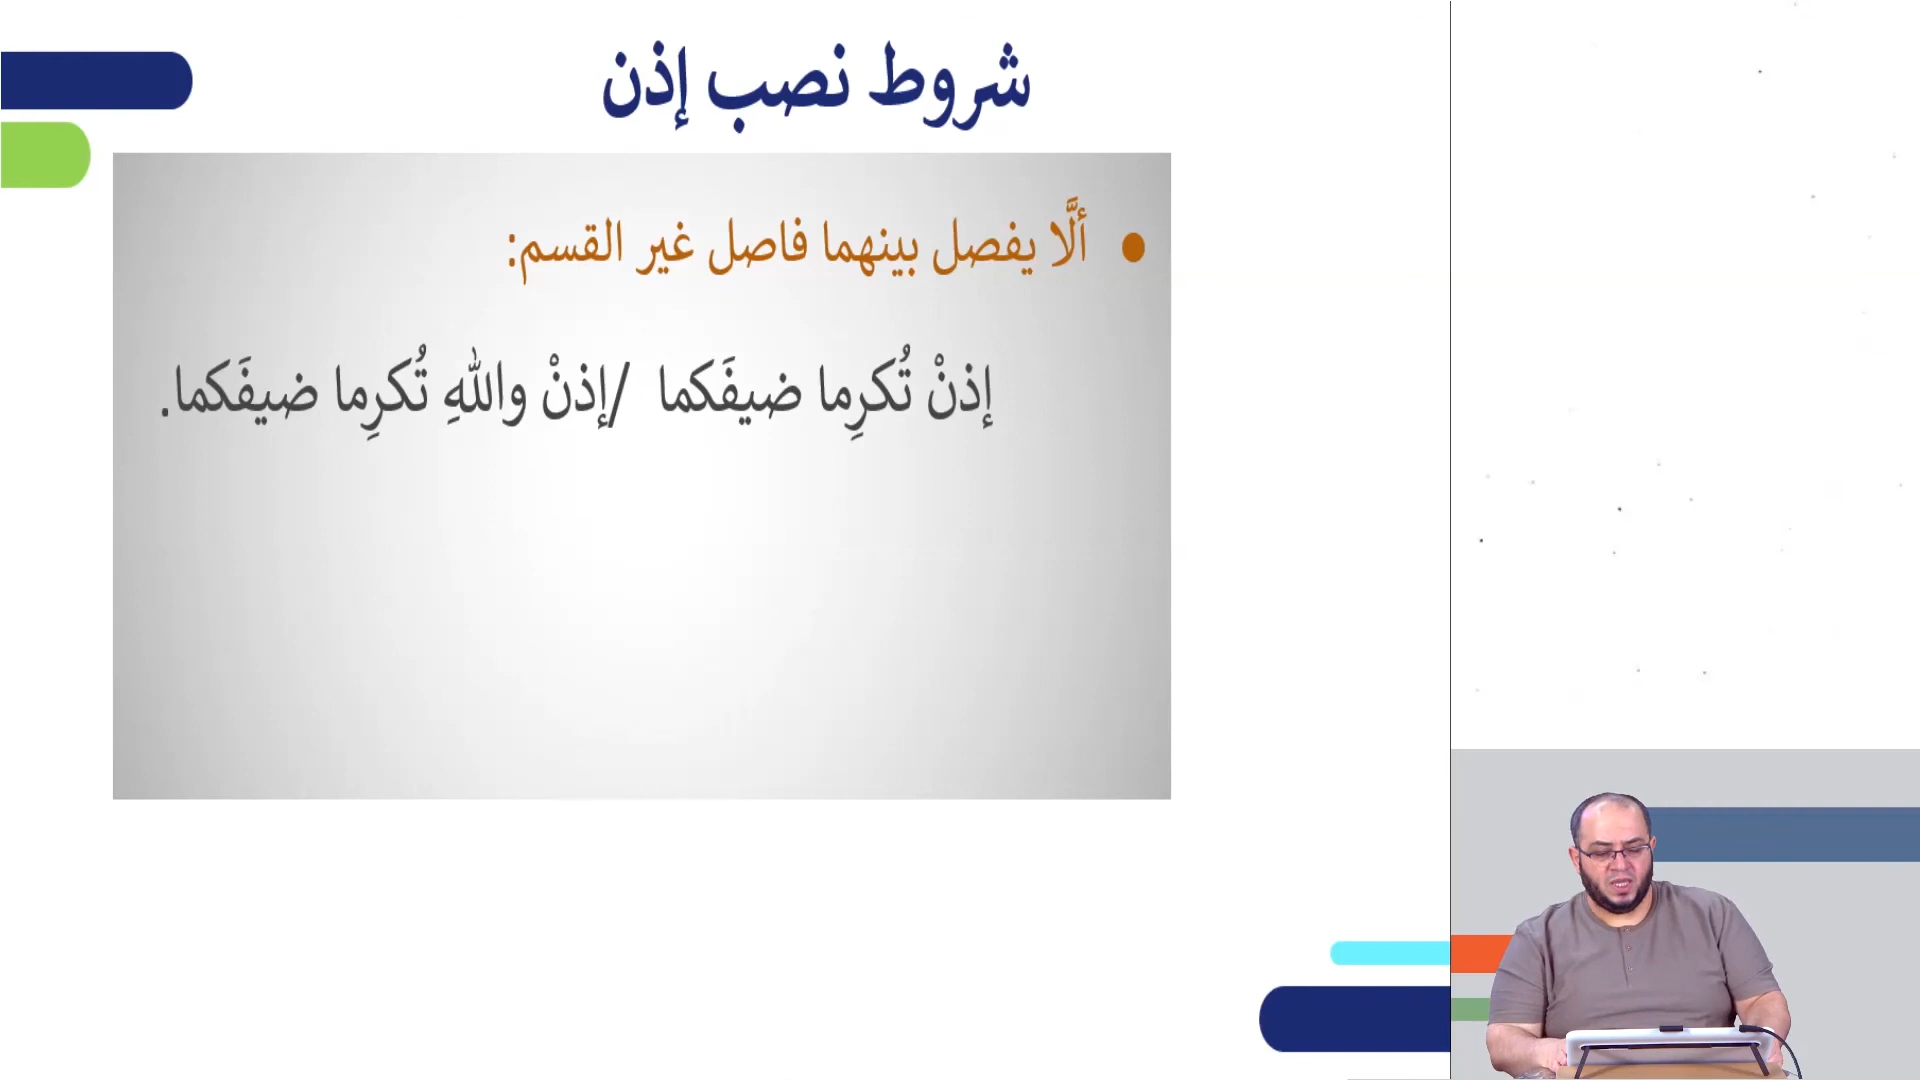 شروط نصب إذن
• ألَّا يفصل بينهما فاصل غير القسم:
إذنْ تُكرِما ضيفَكما /إذنْ واللهِ تُكرِما ضيفَكما.